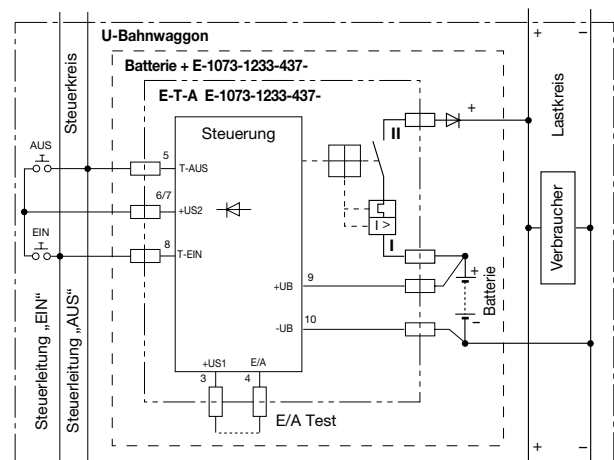 U-Bahnwaggon
Batterie + E-1073-1233-437-
E-T-A E-1073-1233-437-
Steuerkreis
Steuerung
AUS
5
T-AUS
6/7
+US2
EIN
8
T-EIN
II
+
I >
I
9
+UB
10
-UB
+
–
Batterie
+US1
E/A
3
4
E/A Test
Steuerleitung „EIN“
Steuerleitung „AUS“
+
–
Lastkreis
Verbraucher
+
–